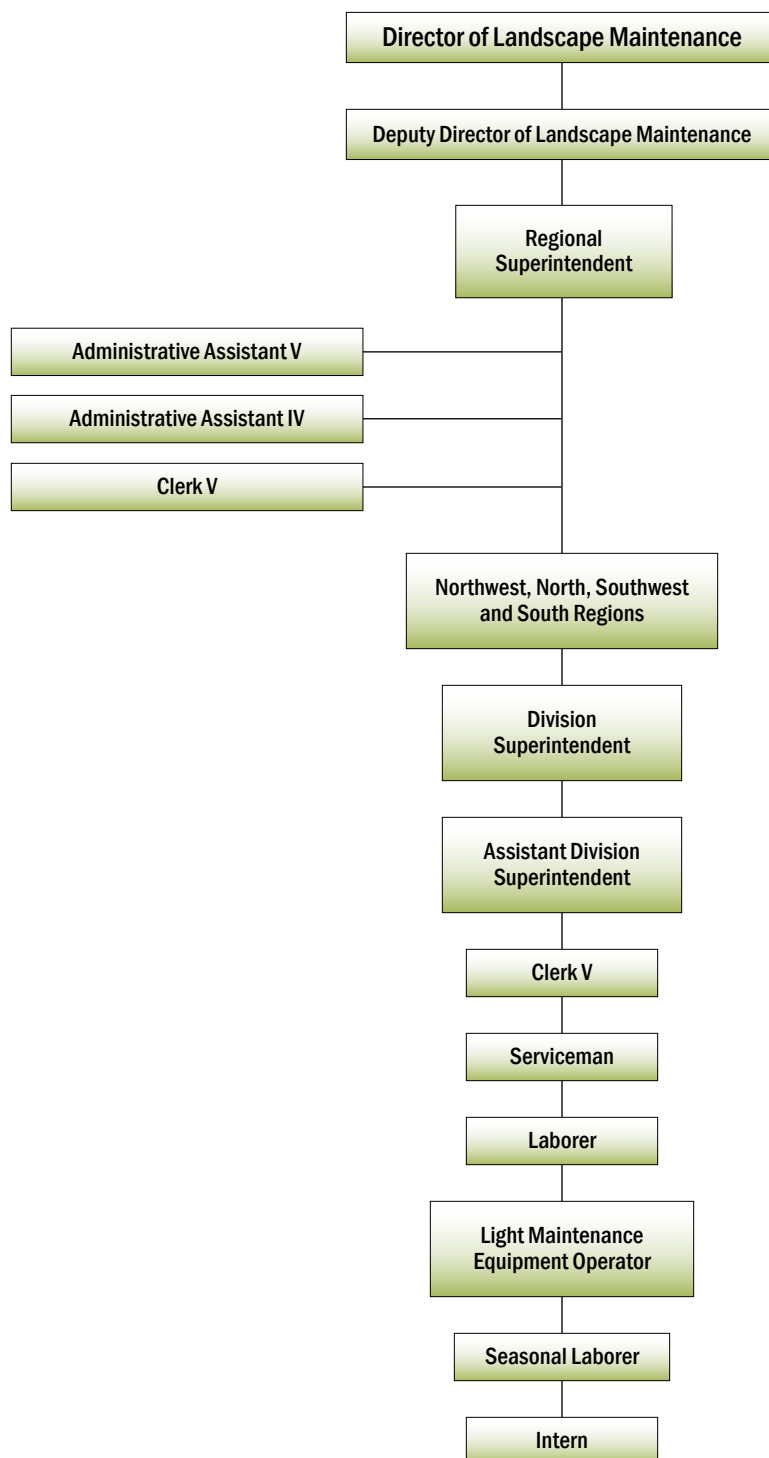 Director of Landscape Maintenance
Deputy Director of Landscape Maintenance
Regional
Superintendent
Administrative Assistant V
Administrative Assistant IV
Clerk V
Northwest, North, Southwest
and South Regions
Division
Superintendent
Assistant Division
Superintendent
Clerk V
Serviceman
Laborer
Light Maintenance
Equipment Operator
Seasonal Laborer
Intern